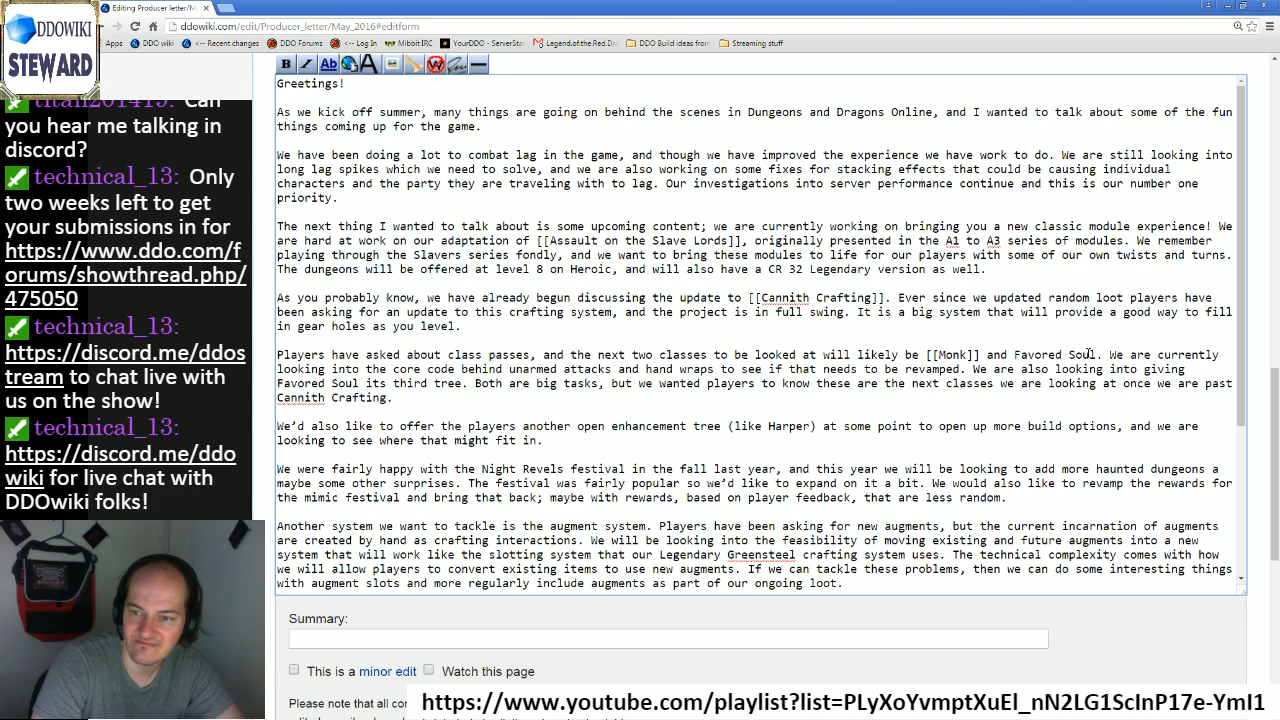 Editing Producer letter/Ma
ddowiki.com/edit/Producer_letter/May_2016#editform
Apps
DDO wiki
<-- Recent changes
DDO Forums
<-- Log In
Mibbit IRC
YourDDO - ServerStat
Legend.of.the.Red.Dra
DDO Build ideas from
Streaming stuff
DDOWIKI
STEWARD
titan201415: Can
you hear me talking in
discord?
technical_13: Only
two weeks left to get
your submissions in for
https://www.ddo.com/f
orums/showthread.php/
475050
technical_13:
https://discord.me/ddos
tream to chat live with
us on the show!
technical_13:
https://discord.me/ddo
wiki for live chat with
DDOwiki folks!
B I Ab A W
Greetings!
As we kick off summer, many things are going on behind the scenes in Dungeons and Dragons Online, and I wanted to talk about some of the fun
things coming up for the game.
We have been doing a lot to combat lag in the game, and though we have improved the experience we have work to do. We are still looking into
long lag spikes which we need to solve, and we are also working on some fixes for stacking effects that could be causing individual
characters and the party they are traveling with to lag. Our investigations into server performance continue and this is our number one
priority.
The next thing I wanted to talk about is some upcoming content; we are currently working on bringing you a new classic module experience! We
are hard at work on our adaptation of [[Assault on the Slave Lords]], originally presented in the A1 to A3 series of modules. We remember
playing through the Slavers series fondly, and we want to bring these modules to life for our players with some of our own twists and turns.
The dungeons will be offered at level 8 on Heroic, and will also have a CR 32 Legendary version as well.
As you probably know, we have already begun discussing the update to [[Cannith Crafting]]. Ever since we updated random loot players have
been asking for an update to this crafting system, and the project is in full swing. It is a big system that will provide a good way to fill
in gear holes as you level.
Players have asked about class passes, and the next two classes to be looked at will likely be [[Monk]] and Favored Soul. We are currently
looking into the core code behind unarmed attacks and hand wraps to see if that needs to be revamped. We are also looking into giving
Favored Soul its third tree. Both are big tasks, but we wanted players to know these are the next classes we are looking at once we are past
Cannith Crafting.
We'd also like to offer the players another open enhancement tree (like Harper) at some point to open up more build options, and we are
looking to see where that might fit in.
We were fairly happy with the Night Revels festival in the fall last year, and this year we will be looking to add more haunted dungeons a
maybe some other surprises. The festival was fairly popular so we'd like to expand on it a bit. We would also like to revamp the rewards for
the mimic festival and bring that back; maybe with rewards, based on player feedback, that are less random.
Another system we want to tackle is the augment system. Players have been asking for new augments, but the current incarnation of augments
are created by hand as crafting interactions. We will be looking into the feasibility of moving existing and future augments into a new
system that will work like the slotting system that our Legendary Greensteel crafting system uses. The technical complexity comes with how
we will allow players to convert existing items to use new augments. If we can tackle these problems, then we can do some interesting things
with augment slots and more regularly include augments as part of our ongoing loot.
Summary:
This is a minor edit
Watch this page
Please note that all con
https://www.youtube.com/playlist?list=PLyXoYvmptXuEl_nN2LG1ScInP17e-YmI1